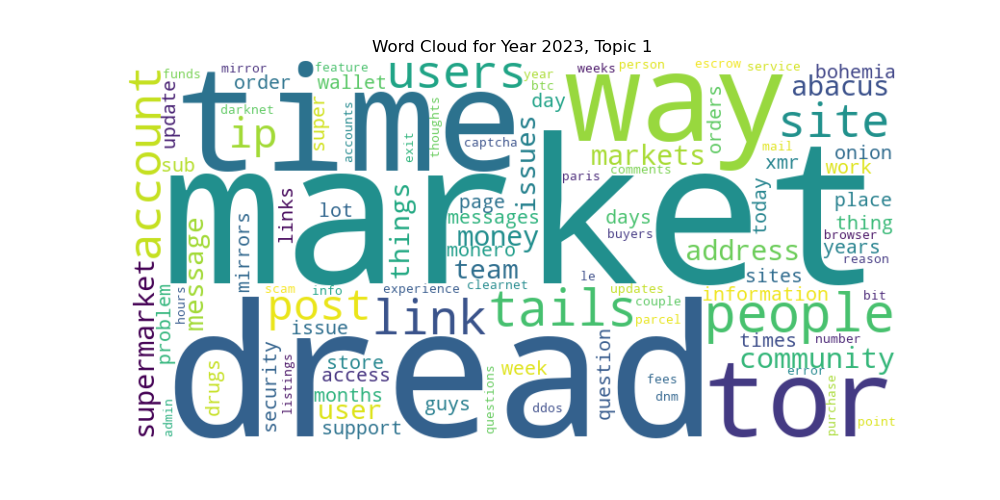 Word Cloud for Year 2023, Topic 1
funds mirror feature users year weeks person escrow service bohemia
update order wallet btc day abacus
account time way site
darknet super accounts exit thoughts captcha issues markets orders
ip sub paris comments mail xmr onion work
market
links lot things page messages monero money team buyers today place thing browser years reason
message mirrors address days
supermarket clearnet le sites
scam info experience updates couple information bit
problem hours post link tails parcel people number
issue times
dread
drugs security listings store access months user support guys week questions ddos question fees dnm community error
tor
admin purchase point